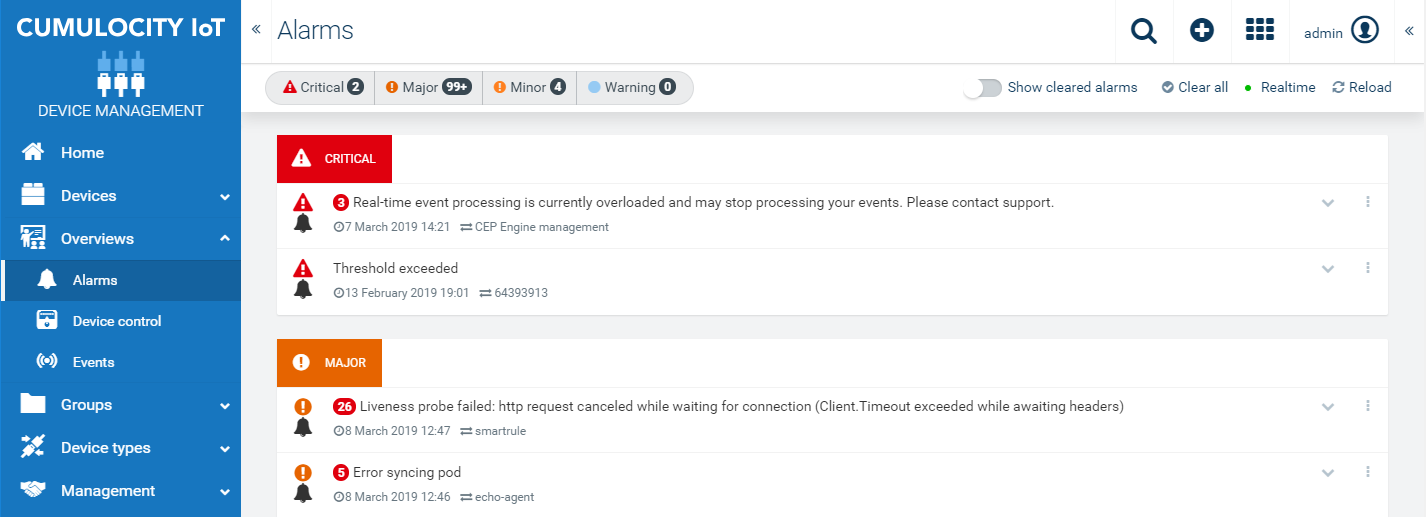 CUMULOCITY IoT
DEVICE MANAGEMENT
Home
Devices
Overviews
Alarms
Device control
Events
Groups
Device types
Management
Alarms
admin
Critical 2 Major 99+ Minor 4 Warning 0
Show cleared alarms Clear all Realtime Reload
CRITICAL
3 Real-time event processing is currently overloaded and may stop processing your events. Please contact support.
7 March 2019 14:21 CEP Engine management
Threshold exceeded
13 February 2019 19:01 64393913
MAJOR
26 Liveness probe failed: http request canceled while waiting for connection (Client.Timeout exceeded while awaiting headers)
8 March 2019 12:47 smartrule
5 Error syncing pod
8 March 2019 12:46 echo-agent